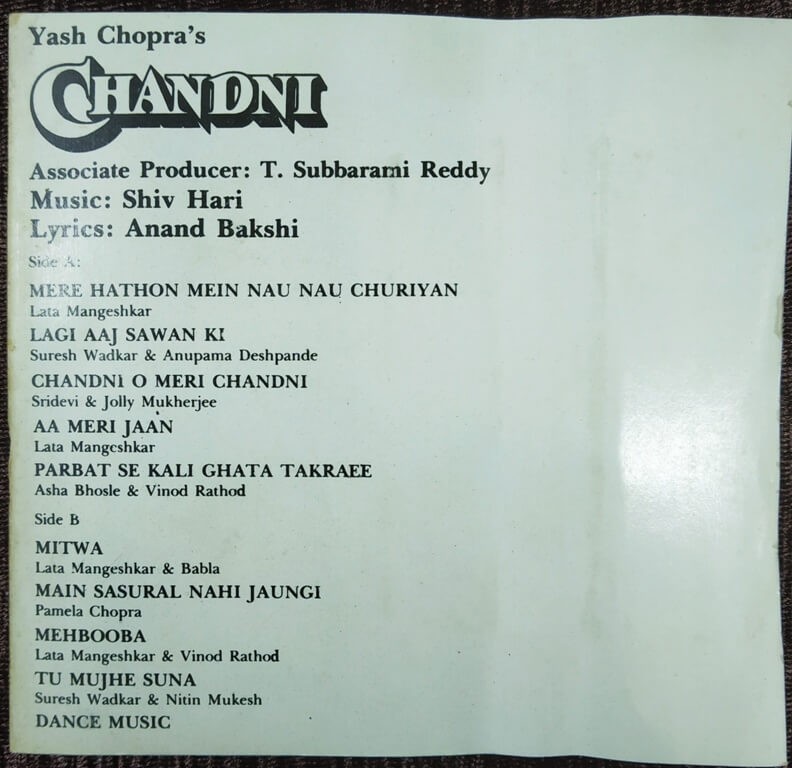 Yash Chopra's
CHANDNI
Associate Producer: T. Subbarami Reddy
Music: Shiv Hari
Lyrics: Anand Bakshi
Side A:
MERE HATHON MEIN NAU NAU CHURIYAN
Lata Mangeshkar
LAGI AAJ SAWAN KI
Suresh Wadkar & Anupama Deshpande
CHANDNI O MERI CHANDNI
Sridevi & Jolly Mukherjee
AA MERI JAAN
Lata Mangeshkar
PARBAT SE KALI GHATA TAKRAEE
Asha Bhosle & Vinod Rathod
Side B
MITWA
Lata Mangeshkar & Babla
MAIN SASURAL NAHI JAUNGI
Pamela Chopra
MEHBOOBA
Lata Mangeshkar & Vinod Rathod
TU MUJHE SUNA
Suresh Wadkar & Nitin Mukesh
DANCE MUSIC